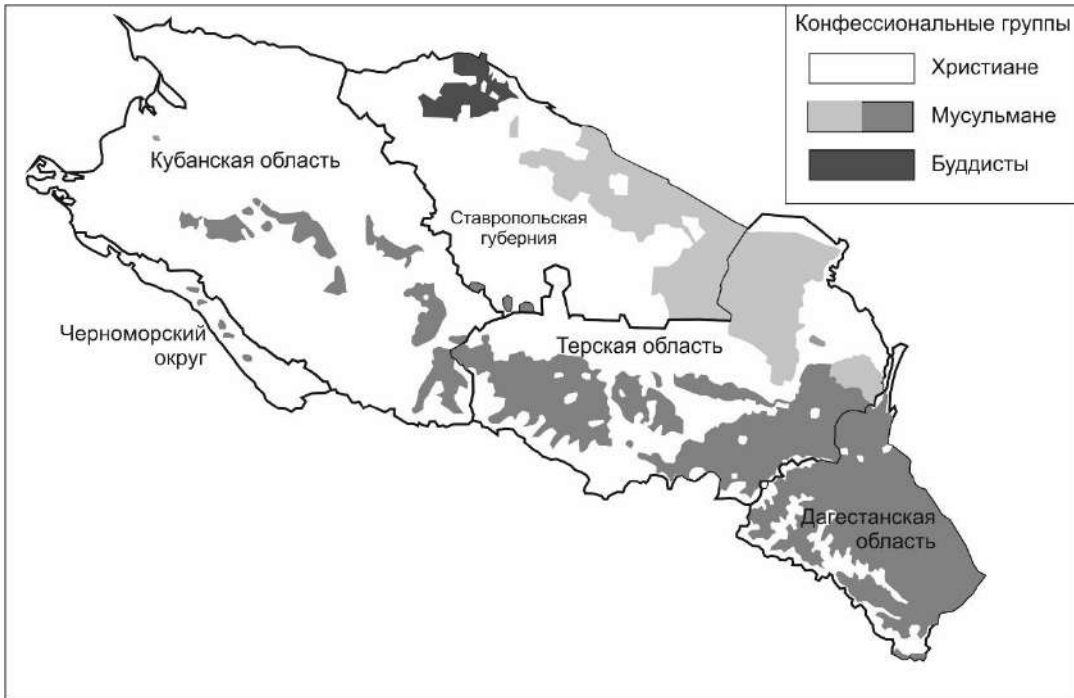 Конфессиональные группы
Христиане
Мусульмане
Буддисты
Кубанская область
Ставропольская
губерния
Черноморский
округ
Терская область
Дагестанская
область